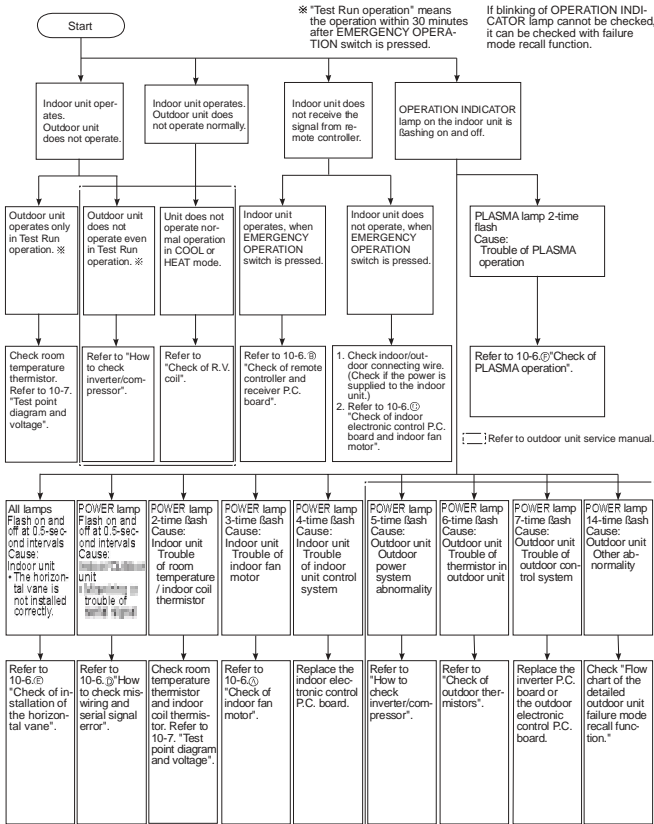 Start
※ "Test Run operation" means
the operation within 30 minutes
after EMERGENCY OPERA-
TION switch is pressed.
If blinking of OPERATION INDI-
CATOR lamp cannot be checked,
it can be checked with failure
mode recall function.
Indoor unit oper-
ates.
Outdoor unit
does not operate.
Indoor unit operates.
Outdoor unit does
not operate normally.
Indoor unit does
not receive the
signal from re-
mote controller.
OPERATION INDICATOR
lamp on the indoor unit is
ßashing on and off.
Outdoor unit
operates only
in Test Run
operation. ※
Outdoor unit
does not
operate even
in Test Run
operation. ※
Unit does not
operate nor-
mal operation
in COOL or
HEAT mode.
Indoor unit
operates, when
EMERGENCY
OPERATION
switch is pressed.
Indoor unit does
not operate, when
EMERGENCY
OPERATION
switch is pressed.
PLASMA lamp 2-time
flash
Cause:
Trouble of PLASMA
operation
Check room
temperature
thermistor.
Refer to 10-7.
"Test point
diagram and
voltage".
Refer to "How
to check
inverter/com-
pressor".
Refer to
"Check of R.V.
coil".
Refer to 10-6.Ⓑ
"Check of remote
controller and
receiver P.C.
board".
1. Check indoor/out-
door connecting wire.
(Check if the power is
supplied to the indoor
unit.)
2. Refer to 10-6.Ⓒ
"Check of indoor
electronic control P.C.
board and indoor fan
motor".
Refer to 10-6.Ⓕ"Check of
PLASMA operation".
Refer to outdoor unit service manual.
All lamps
Flash on and
off at 0.5-sec-
ond intervals
Cause:
Indoor unit
• The horizon-
tal vane is
not installed
correctly.
POWER lamp
Flash on and
off at 0.5-sec-
ond intervals
Cause:
Indoor/Outdoor
unit
• Miswiring or
trouble of
serial signal
POWER lamp
2-time ßash
Cause:
Indoor unit
Trouble
of room
temperature
/ indoor coil
thermistor
POWER lamp
3-time ßash
Cause:
Indoor unit
Trouble of
indoor fan
motor
POWER lamp
4-time ßash
Cause:
Indoor unit
Trouble
of indoor
unit control
system
POWER lamp
5-time ßash
Cause:
Outdoor unit
Outdoor
power
system
abnormality
POWER lamp
6-time ßash
Cause:
Outdoor unit
Trouble of
thermistor in
outdoor unit
POWER lamp
7-time ßash
Cause:
Outdoor unit
Trouble of
outdoor con-
trol system
POWER lamp
14-time ßash
Cause:
Outdoor unit
Other ab-
normality
Refer to
10-6.Ⓔ
"Check of in-
stallation of
the horizon-
tal vane".
Refer to
10-6.Ⓓ"How
to check mis-
wiring and
serial signal
error".
Check room
temperature
thermistor
and indoor
coil thermis-
tor. Refer to
10-7. "Test
point diagram
and voltage".
Refer to
10-6.Ⓐ
"Check of
indoor fan
motor".
Replace the
indoor elec-
tronic control
P.C. board.
Refer to
"How to
check
inverter/com-
pressor".
Refer to
"Check of
outdoor ther-
mistors".
Replace the
inverter P.C.
board or
the outdoor
electronic
control P.C.
board.
Check "Flow
chart of the
detailed
outdoor unit
failure mode
recall func-
tion."